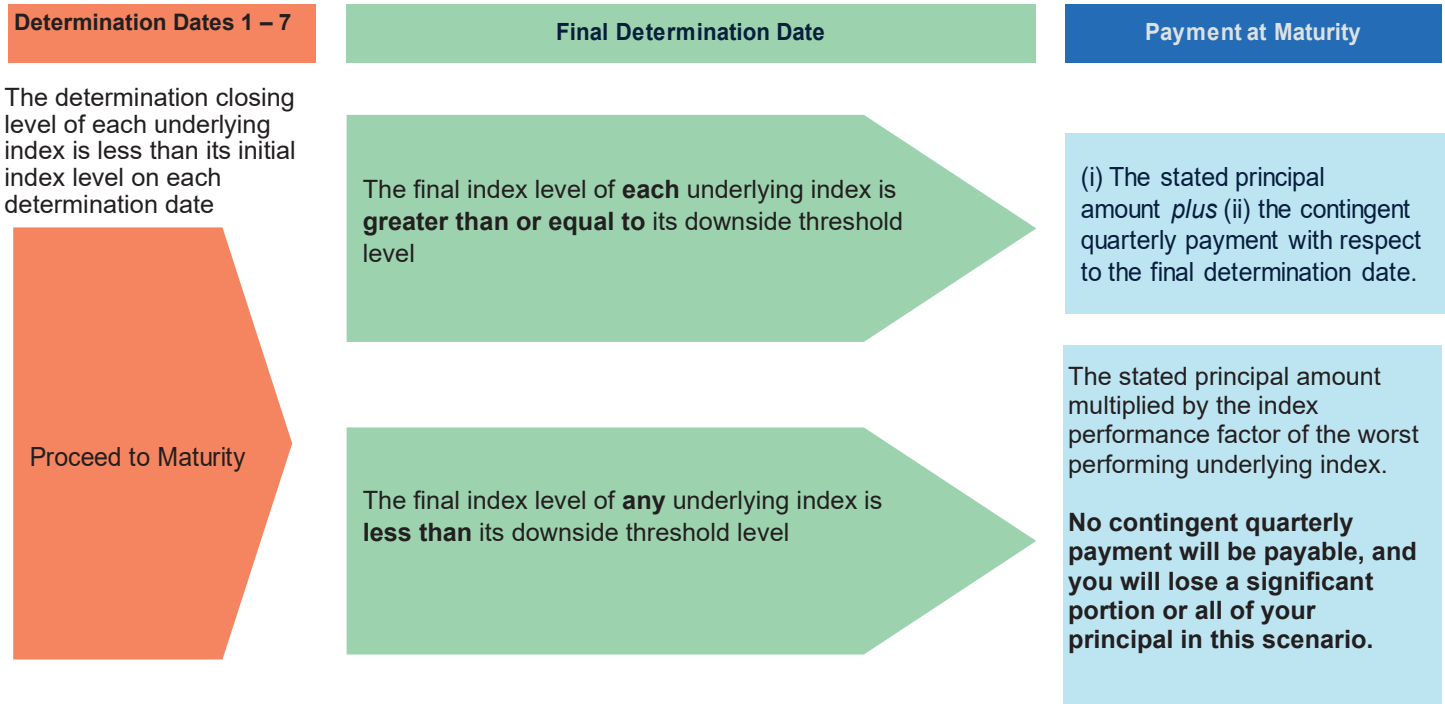 Determination Dates 1 – 7
Final Determination Date
Payment at Maturity
The determination closing
level of each underlying
index is less than its initial
index level on each
determination date
Proceed to Maturity
The final index level of each underlying index is
greater than or equal to its downside threshold
level
(i) The stated principal
amount plus (ii) the contingent
quarterly payment with respect
to the final determination date.
The final index level of any underlying index is
less than its downside threshold level
The stated principal amount
multiplied by the index
performance factor of the worst
performing underlying index.
No contingent quarterly
payment will be payable, and
you will lose a significant
portion or all of your
principal in this scenario.